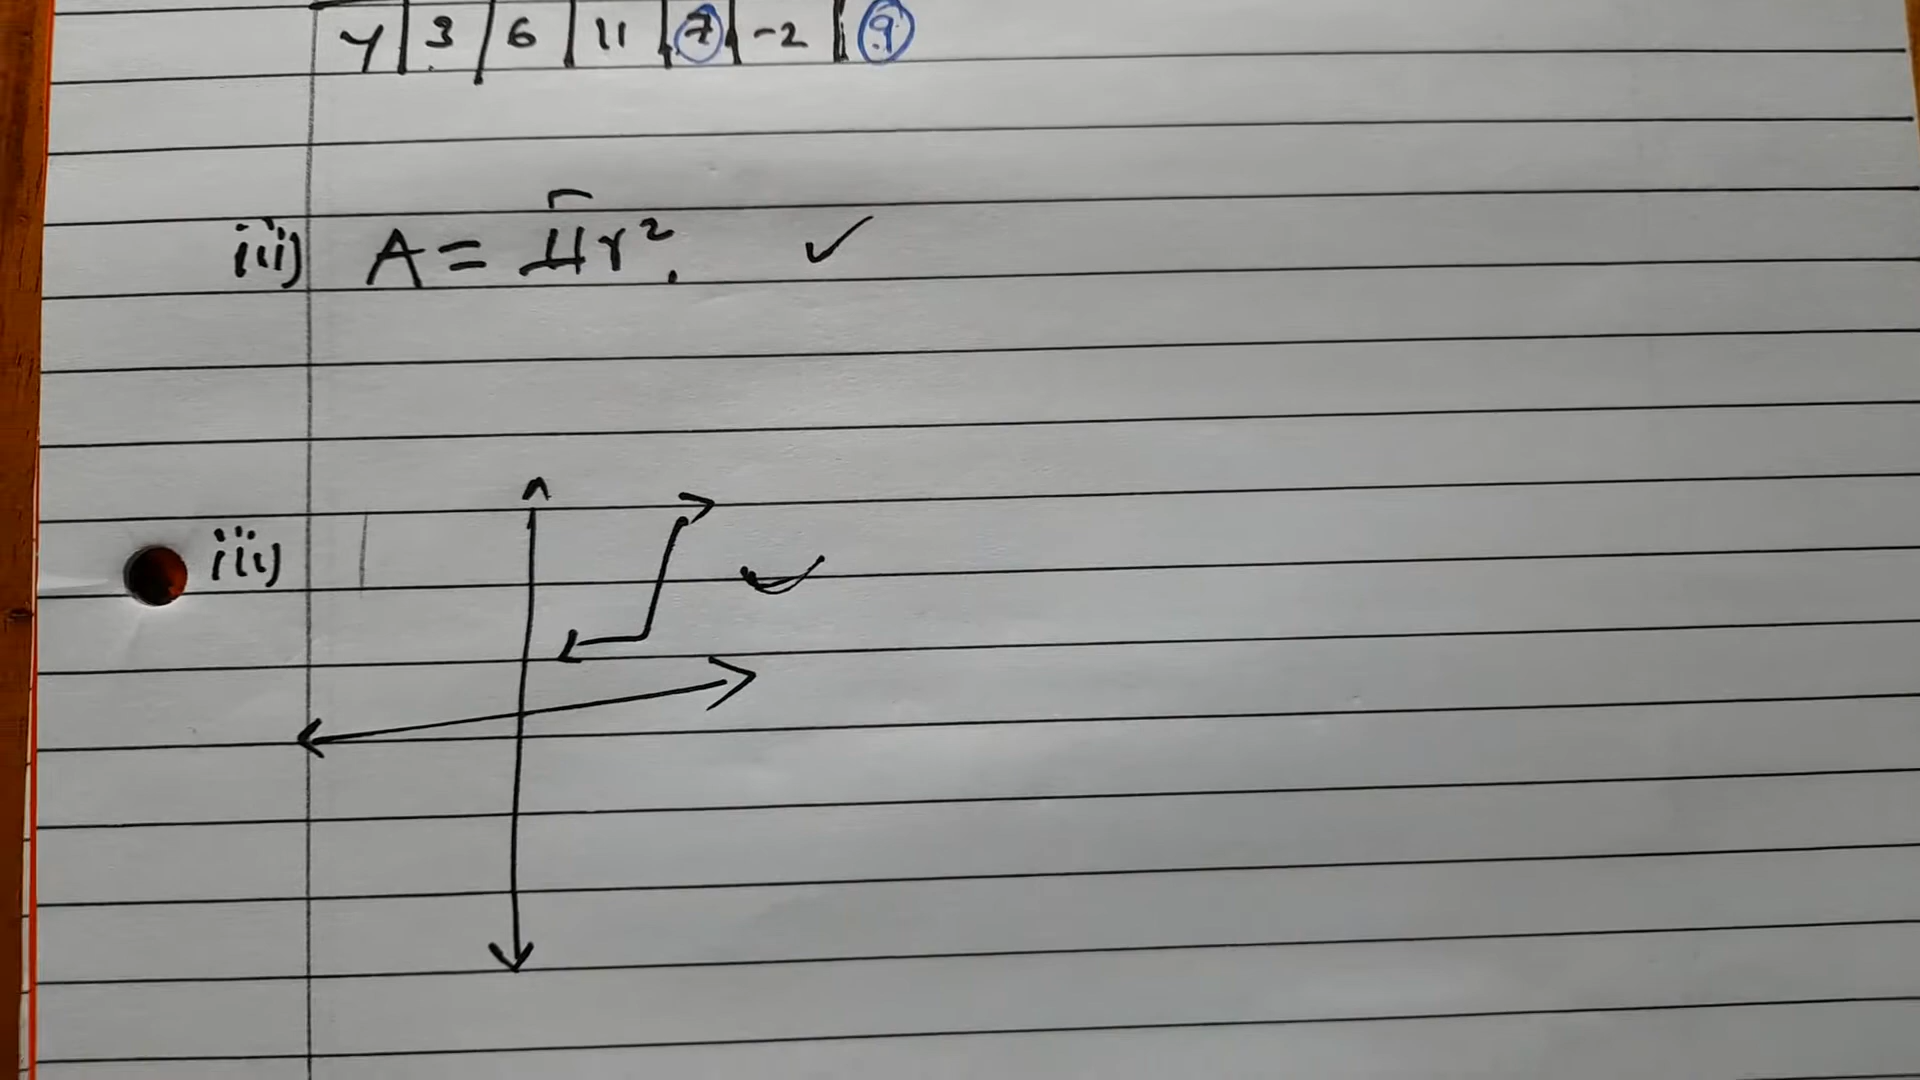 y | 3 | 6 | 11 | 7 | -2 | 9
iii) A = πr². ✓
iii) ✓